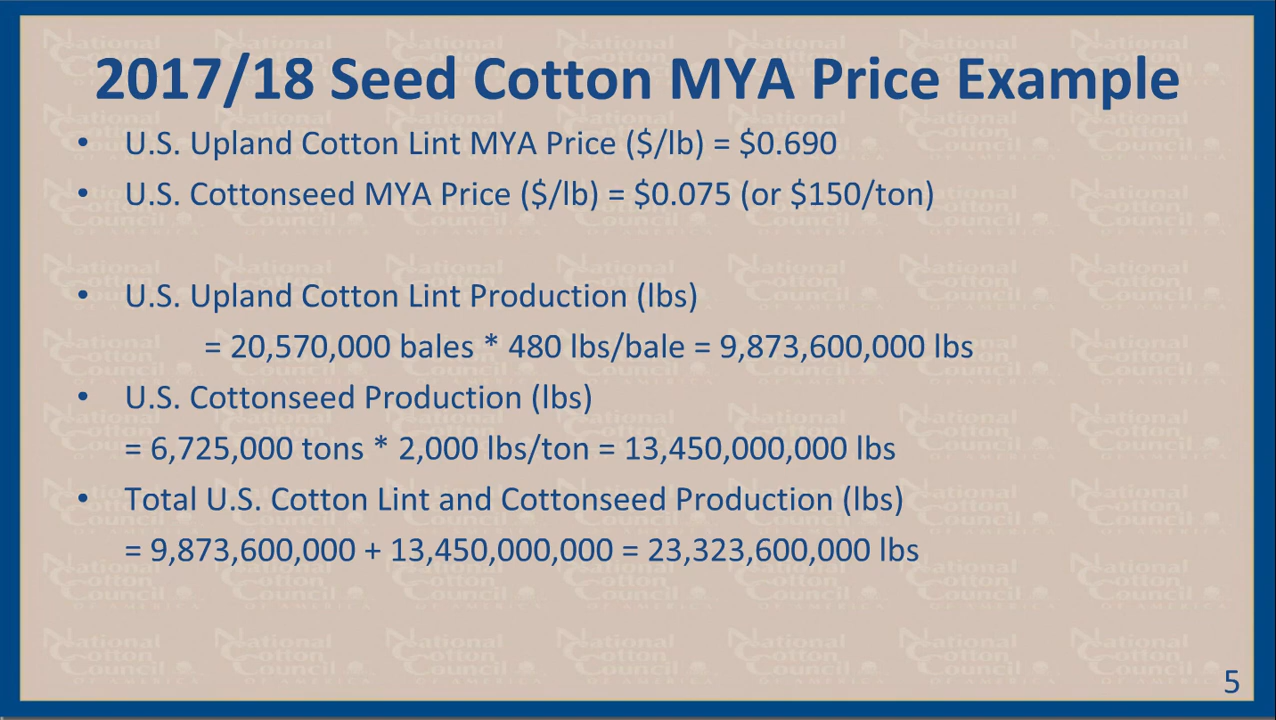 2017/18 Seed Cotton MYA Price Example
• U.S. Upland Cotton Lint MYA Price ($/lb) = $0.690
• U.S. Cottonseed MYA Price ($/lb) = $0.075 (or $150/ton)
• U.S. Upland Cotton Lint Production (lbs)
= 20,570,000 bales * 480 lbs/bale = 9,873,600,000 lbs
• U.S. Cottonseed Production (lbs)
= 6,725,000 tons * 2,000 lbs/ton = 13,450,000,000 lbs
• Total U.S. Cotton Lint and Cottonseed Production (lbs)
= 9,873,600,000 + 13,450,000,000 = 23,323,600,000 lbs
5